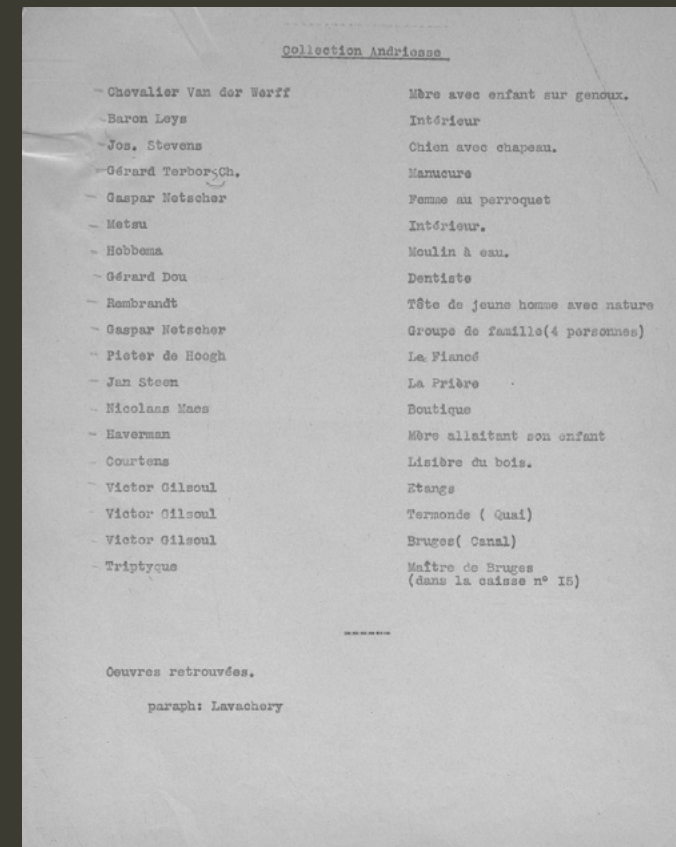 Collection Andriesse
- Chevalier Van der Werff Mère avec enfant sur genoux.
- Baron Leys Intérieur
- Jos. Stevens Chien avec chapeau.
- Gérard TerborsCh. Manucure
- Gaspar Netscher Femme au perroquet
- Metsu Intérieur.
- Hobbema Moulin à eau.
- Gérard Dou Dentiste
- Rembrandt Tête de jeune homme avec nature
- Gaspar Netscher Groupe de famille(4 personnes)
- Pieter de Hoogh Le Fiancé
- Jan Steen La Prière
- Nicolaas Maes Boutique
- Haverman Mère allaitant son enfant
- Courtens Lisière du bois.
- Victor Gilsoul Etangs
- Victor Gilsoul Termonde ( Quai)
- Victor Gilsoul Bruges( Canal)
- Triptyque Maître de Bruges
(dans la caisse n° I5)
Oeuvres retrouvées.
paraph: Lavachery